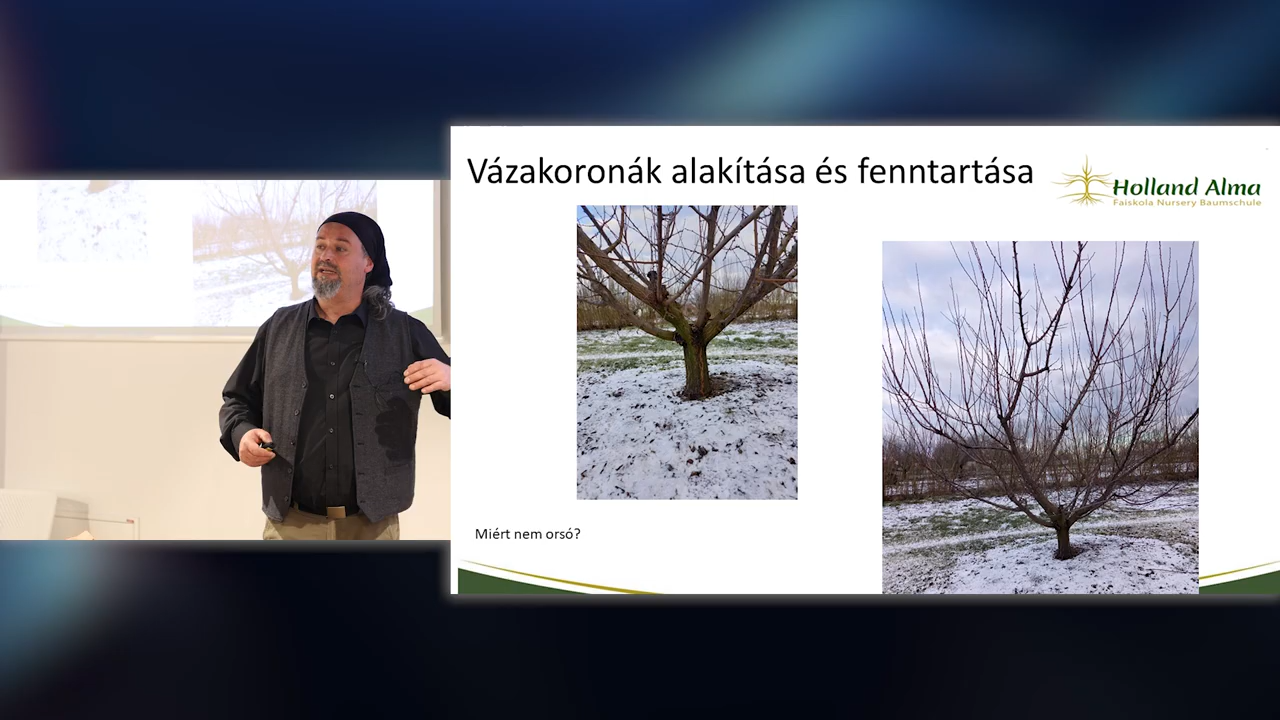 Vázakoronák alakítása és fenntartása
Holland Alma
Faiskola Nursery Baumschule
Miért nem orsó?